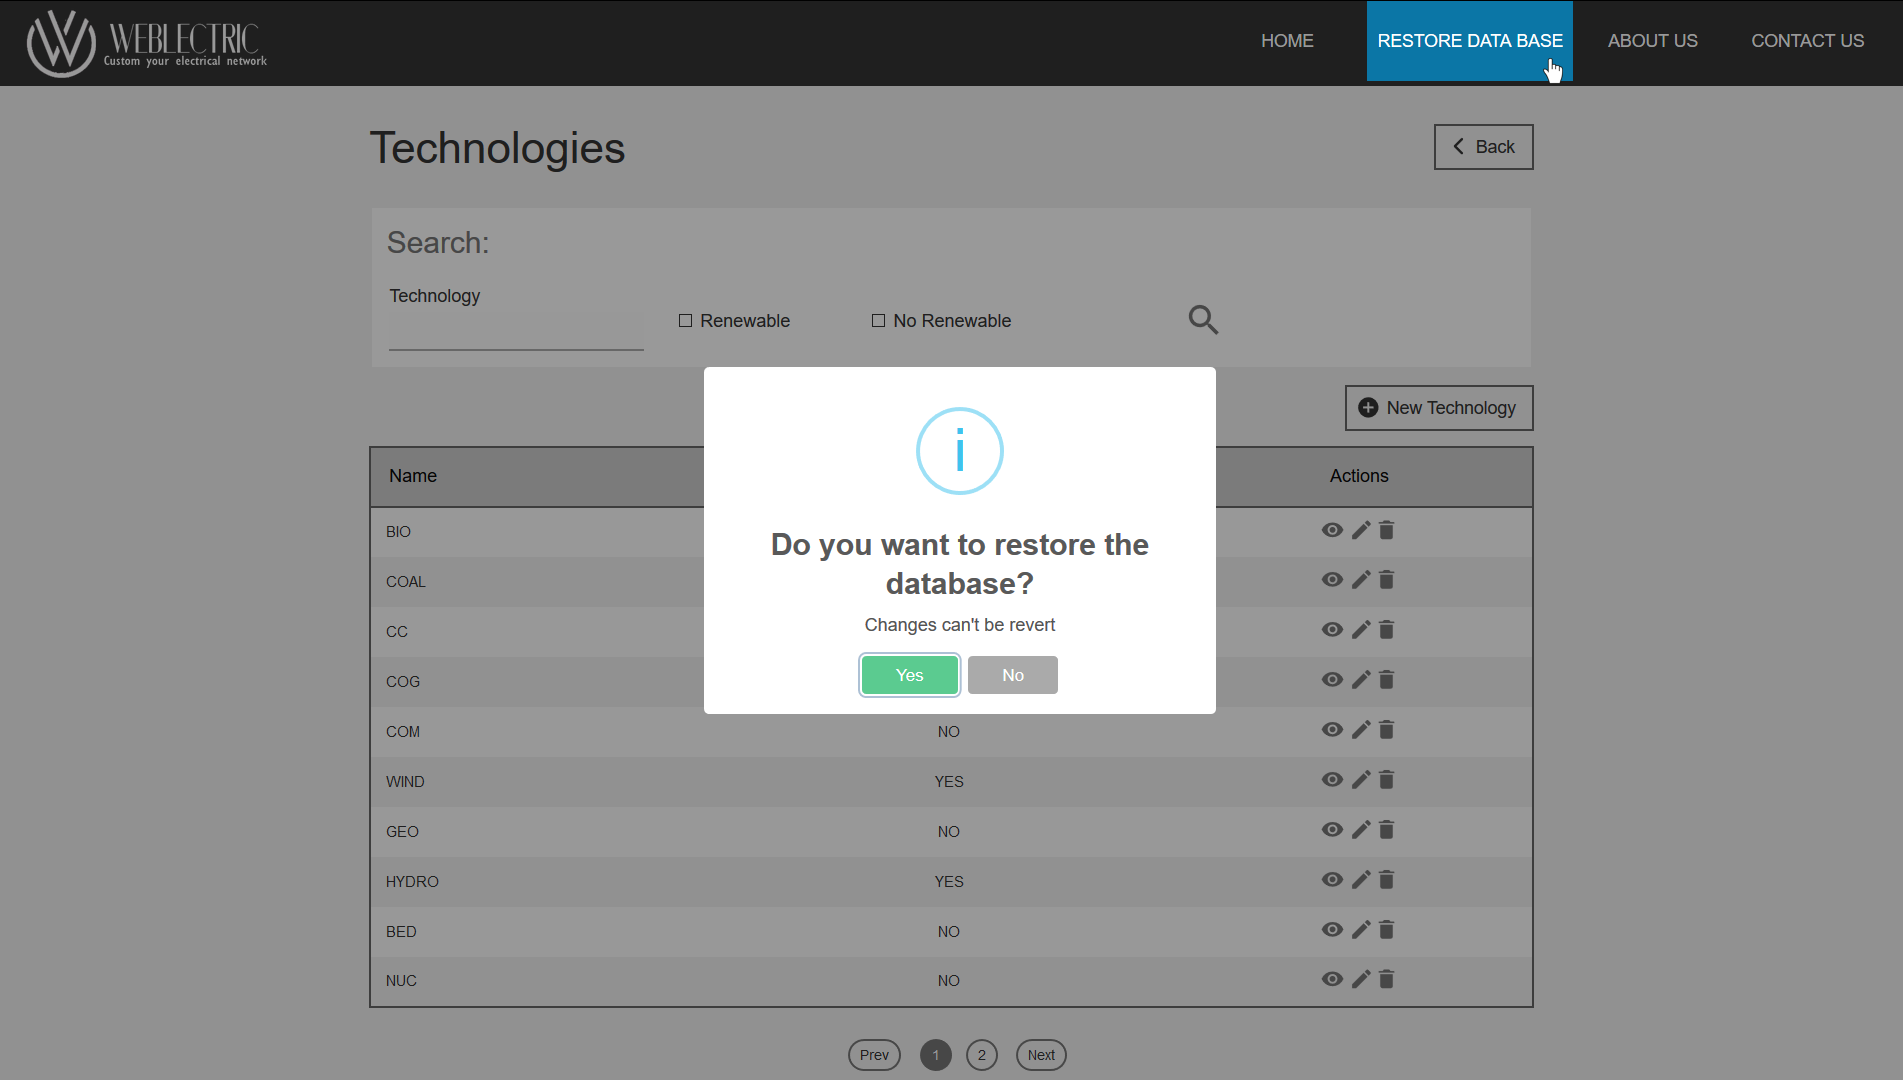 WEBLECTRIC
Custom your electrical network
HOME
RESTORE DATA BASE
ABOUT US
CONTACT US
Technologies
Back
Search:
Technology
Renewable
No Renewable
New Technology
Name
Actions
i
Do you want to restore the
database?
Changes can't be revert
Yes
No
BIO
COAL
CC
COG
COM NO
WIND YES
GEO NO
HYDRO YES
BED NO
NUC NO
Prev 1 2 Next